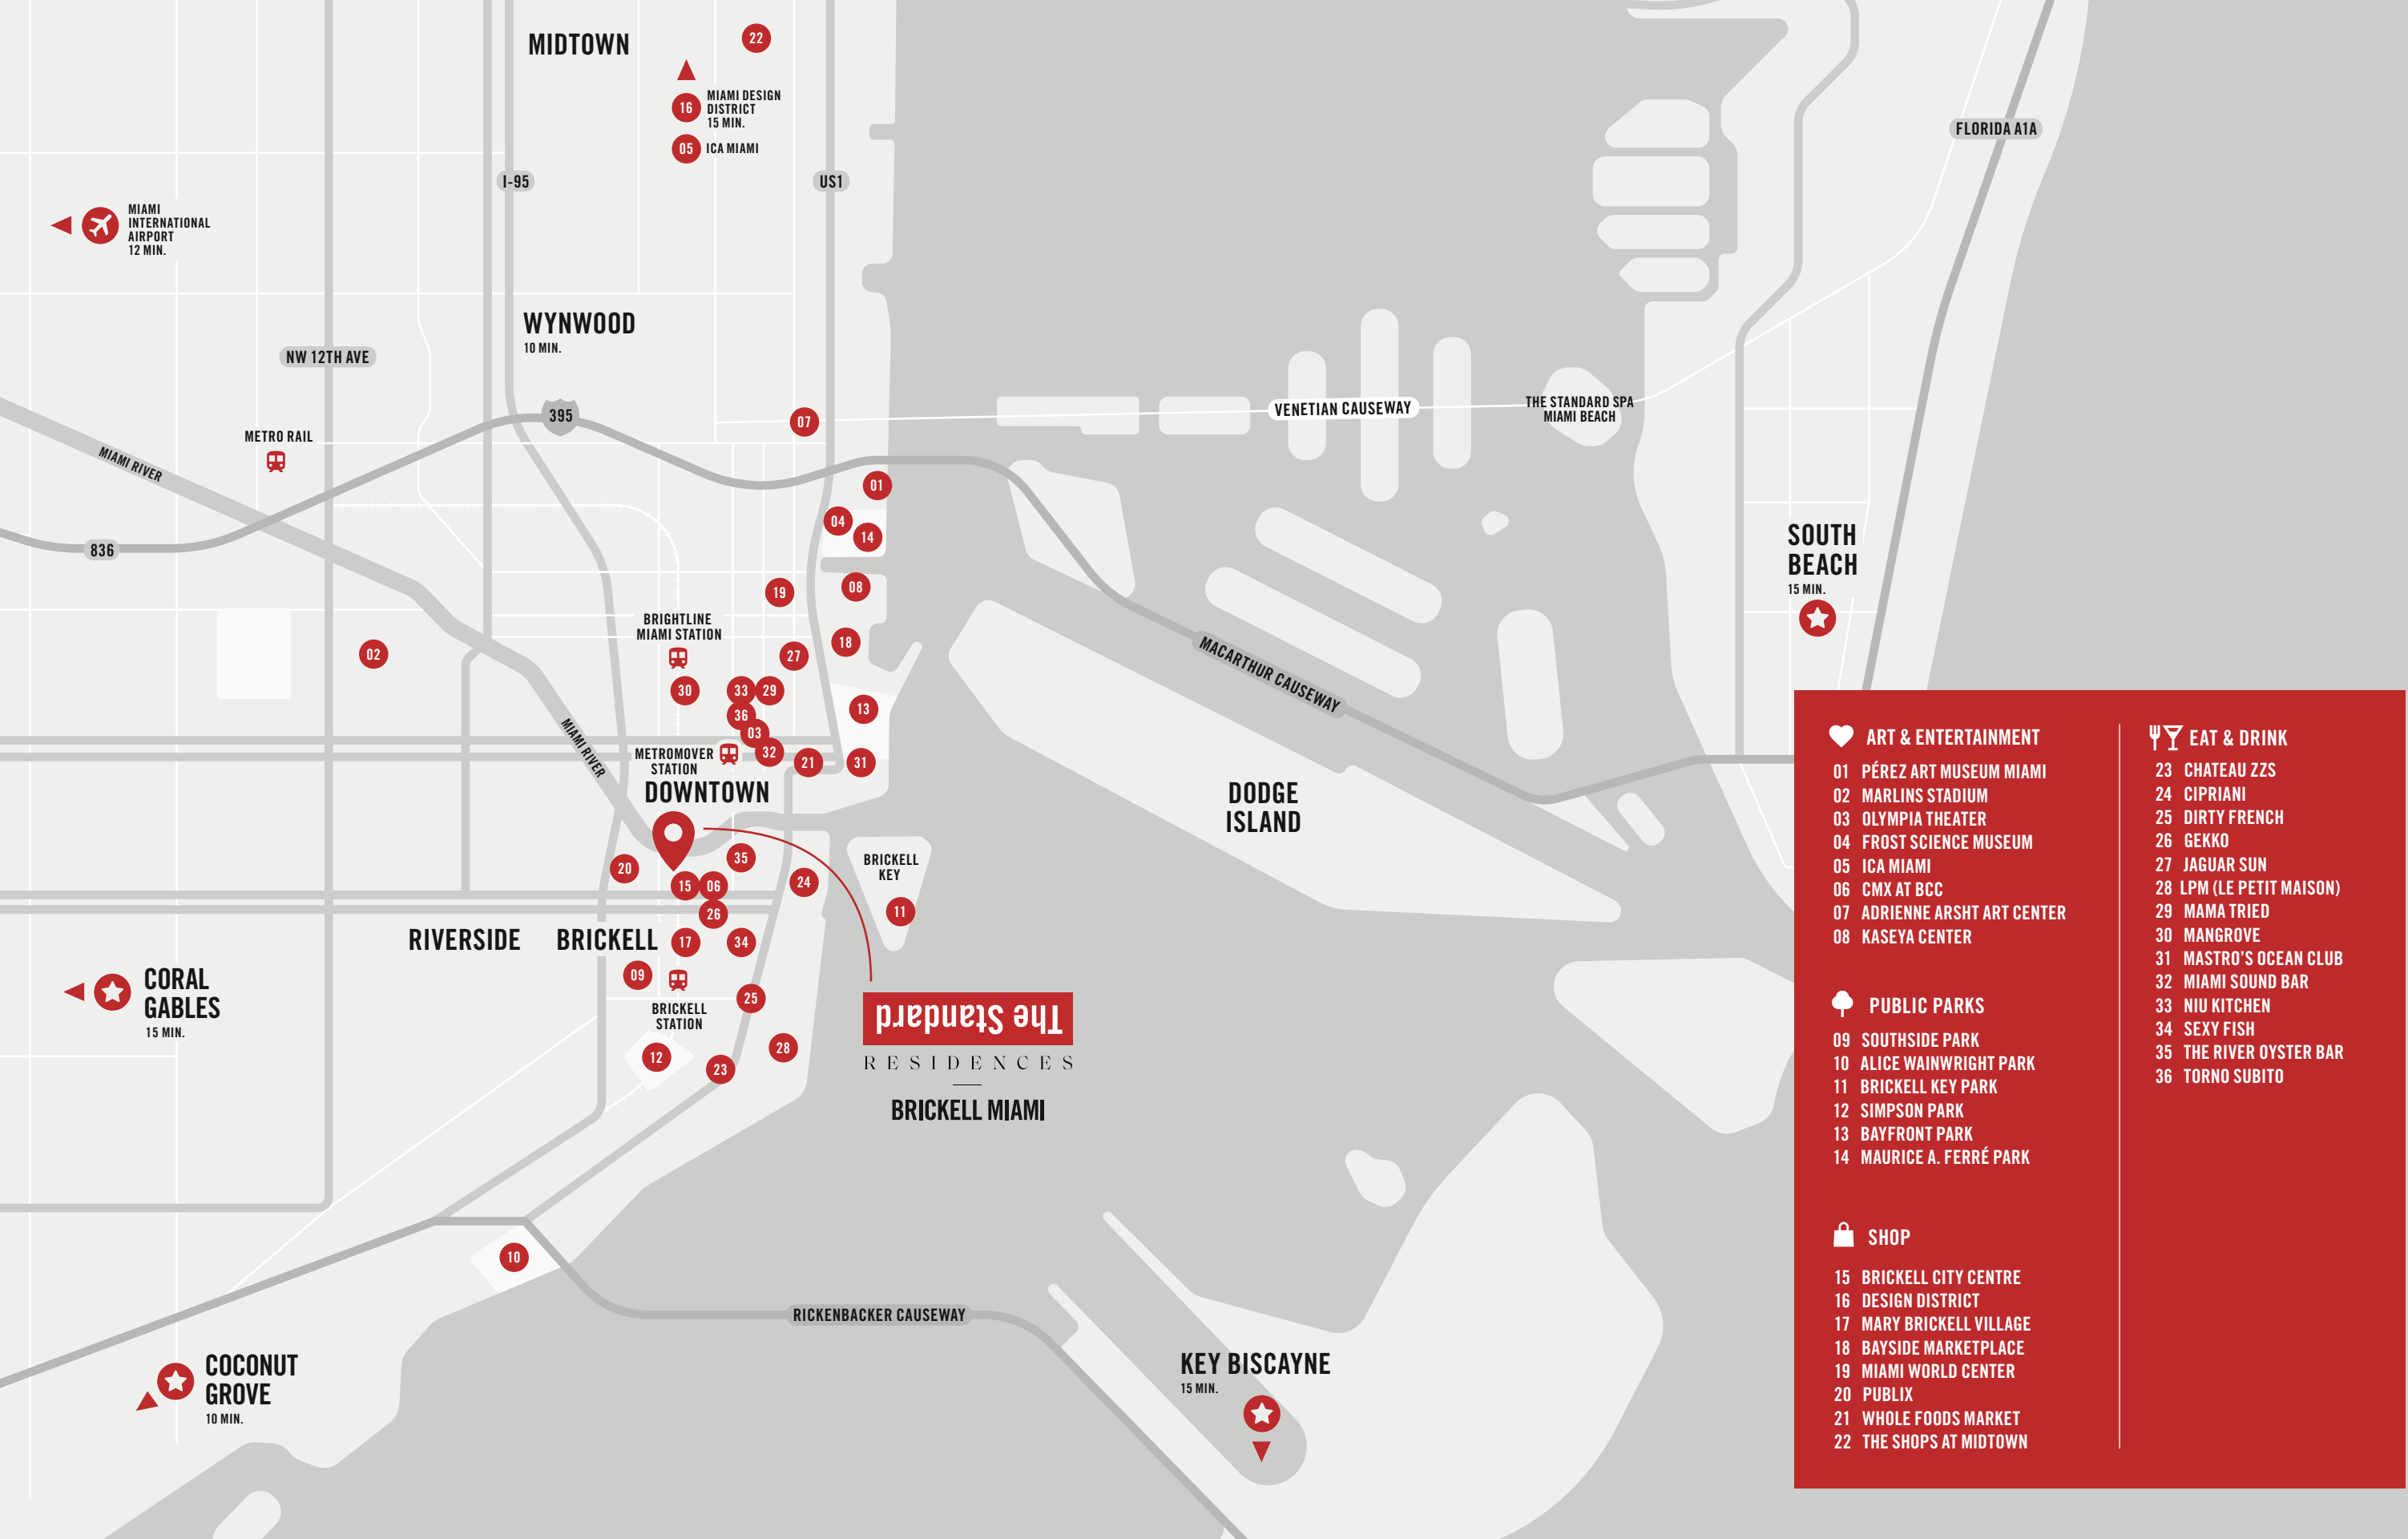 MIDTOWN
22
16
MIAMI DESIGN
DISTRICT
15 MIN.
05
ICA MIAMI
I-95
US1
FLORIDA A1A
MIAMI
INTERNATIONAL
AIRPORT
12 MIN.
WYNWOOD
10 MIN.
NW 12TH AVE
395
METRO RAIL
MIAMI RIVER
836
07
VENETIAN CAUSEWAY
THE STANDARD SPA
MIAMI BEACH
01
04
14
08
19
SOUTH
BEACH
15 MIN.
02
BRIGHTLINE
MIAMI STATION
18
27
30
33
29
36
13
03
32
21
31
MIAMI RIVER
METROMOVER
STATION
DOWNTOWN
MACARTHUR CAUSEWAY
DODGE
ISLAND
20
35
15
06
24
26
BRICKELL
KEY
11
RIVERSIDE
BRICKELL
17
34
09
BRICKELL
STATION
25
12
28
23
CORAL
GABLES
15 MIN.
The Standard
RESIDENCES
BRICKELL MIAMI
10
RICKENBACKER CAUSEWAY
COCONUT
GROVE
10 MIN.
KEY BISCAYNE
15 MIN.
ART & ENTERTAINMENT
01 PÉREZ ART MUSEUM MIAMI
02 MARLINS STADIUM
03 OLYMPIA THEATER
04 FROST SCIENCE MUSEUM
05 ICA MIAMI
06 CMX AT BCC
07 ADRIENNE ARSHT ART CENTER
08 KASEYA CENTER
PUBLIC PARKS
09 SOUTHSIDE PARK
10 ALICE WAINWRIGHT PARK
11 BRICKELL KEY PARK
12 SIMPSON PARK
13 BAYFRONT PARK
14 MAURICE A. FERRÉ PARK
SHOP
15 BRICKELL CITY CENTRE
16 DESIGN DISTRICT
17 MARY BRICKELL VILLAGE
18 BAYSIDE MARKETPLACE
19 MIAMI WORLD CENTER
20 PUBLIX
21 WHOLE FOODS MARKET
22 THE SHOPS AT MIDTOWN
EAT & DRINK
23 CHATEAU ZZS
24 CIPRIANI
25 DIRTY FRENCH
26 GEKKO
27 JAGUAR SUN
28 LPM (LE PETIT MAISON)
29 MAMA TRIED
30 MANGROVE
31 MASTRO'S OCEAN CLUB
32 MIAMI SOUND BAR
33 NIU KITCHEN
34 SEXY FISH
35 THE RIVER OYSTER BAR
36 TORNO SUBITO